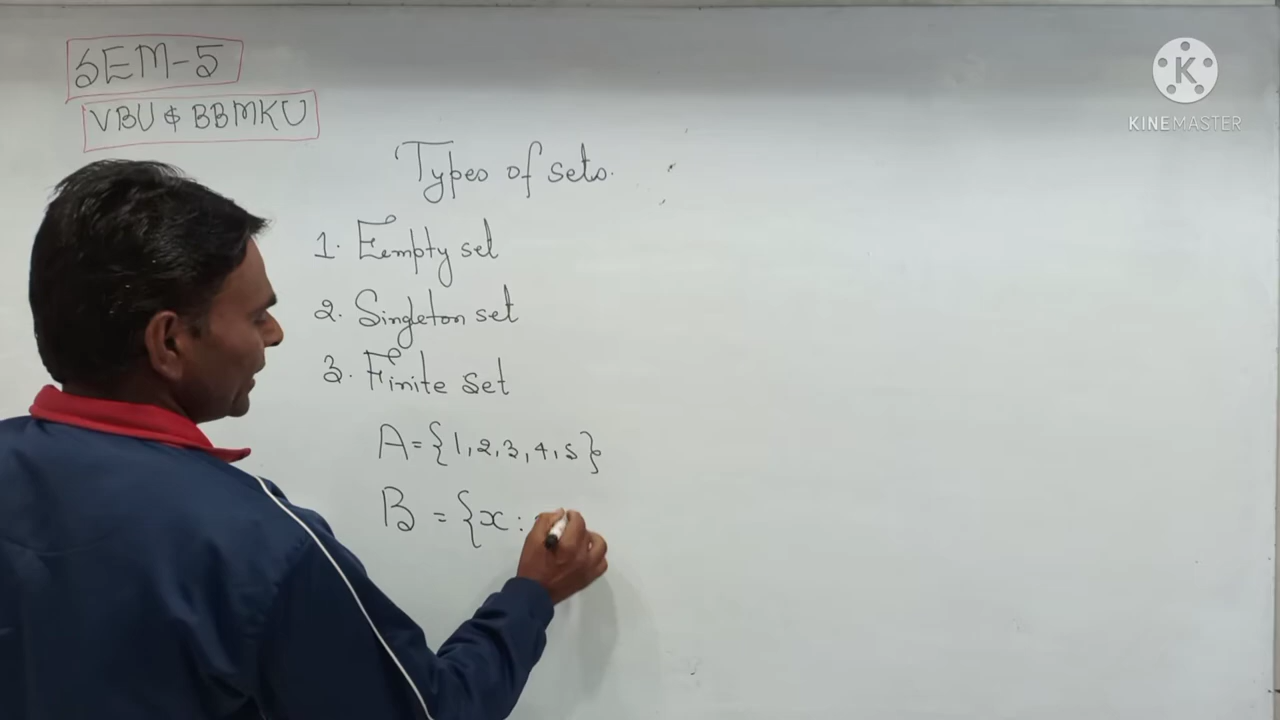 SEM-5
VBU & BBMKU
K
KINEMASTER
Types of sets.
1. Eempty set
2. Singleton set
3. Finite set
A={1,2,3,4,5}
B = {x: